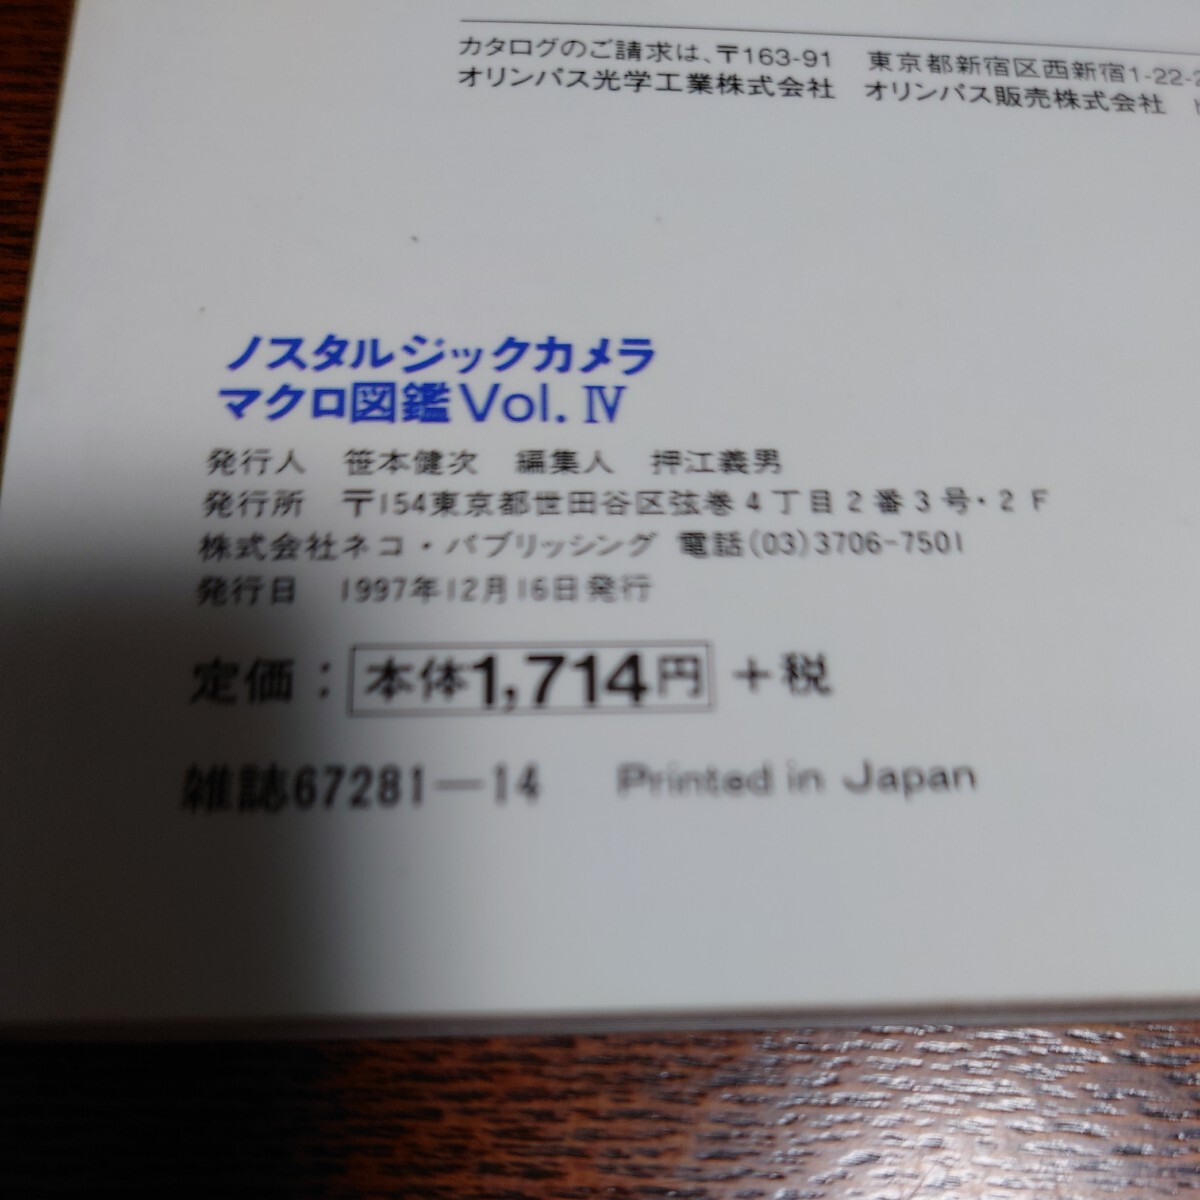 カタログのご請求は、〒163-91　東京都新宿区西新宿1-22-2
オリンパス光学工業株式会社　オリンパス販売株式会社
ノスタルジックカメラ
マクロ図鑑Vol. Ⅳ
発行人　笹本健次　編集人　押江義男
発行所　〒154東京都世田谷区弦巻4丁目2番3号・2F
株式会社ネコ・パブリッシング　電話(03)3706-7501
発行日　1997年12月16日発行
定価：本体1,714円＋税
雑誌67281—14　Printed in Japan